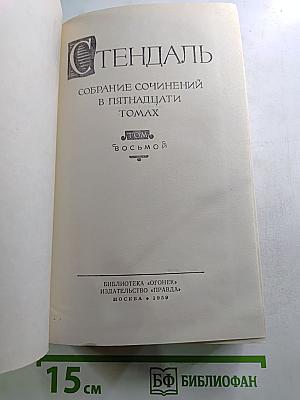 СТЕНДАЛЬ
СОБРАНИЕ СОЧИНЕНИЙ
В ПЯТНАДЦАТИ
ТОМАХ
ТОМ
ВОСЬМОЙ
БИБЛИОТЕКА «ОГОНЕК»
ИЗДАТЕЛЬСТВО «ПРАВДА»
МОСКВА • 1959
15 см
БФ БИБЛИОФАН